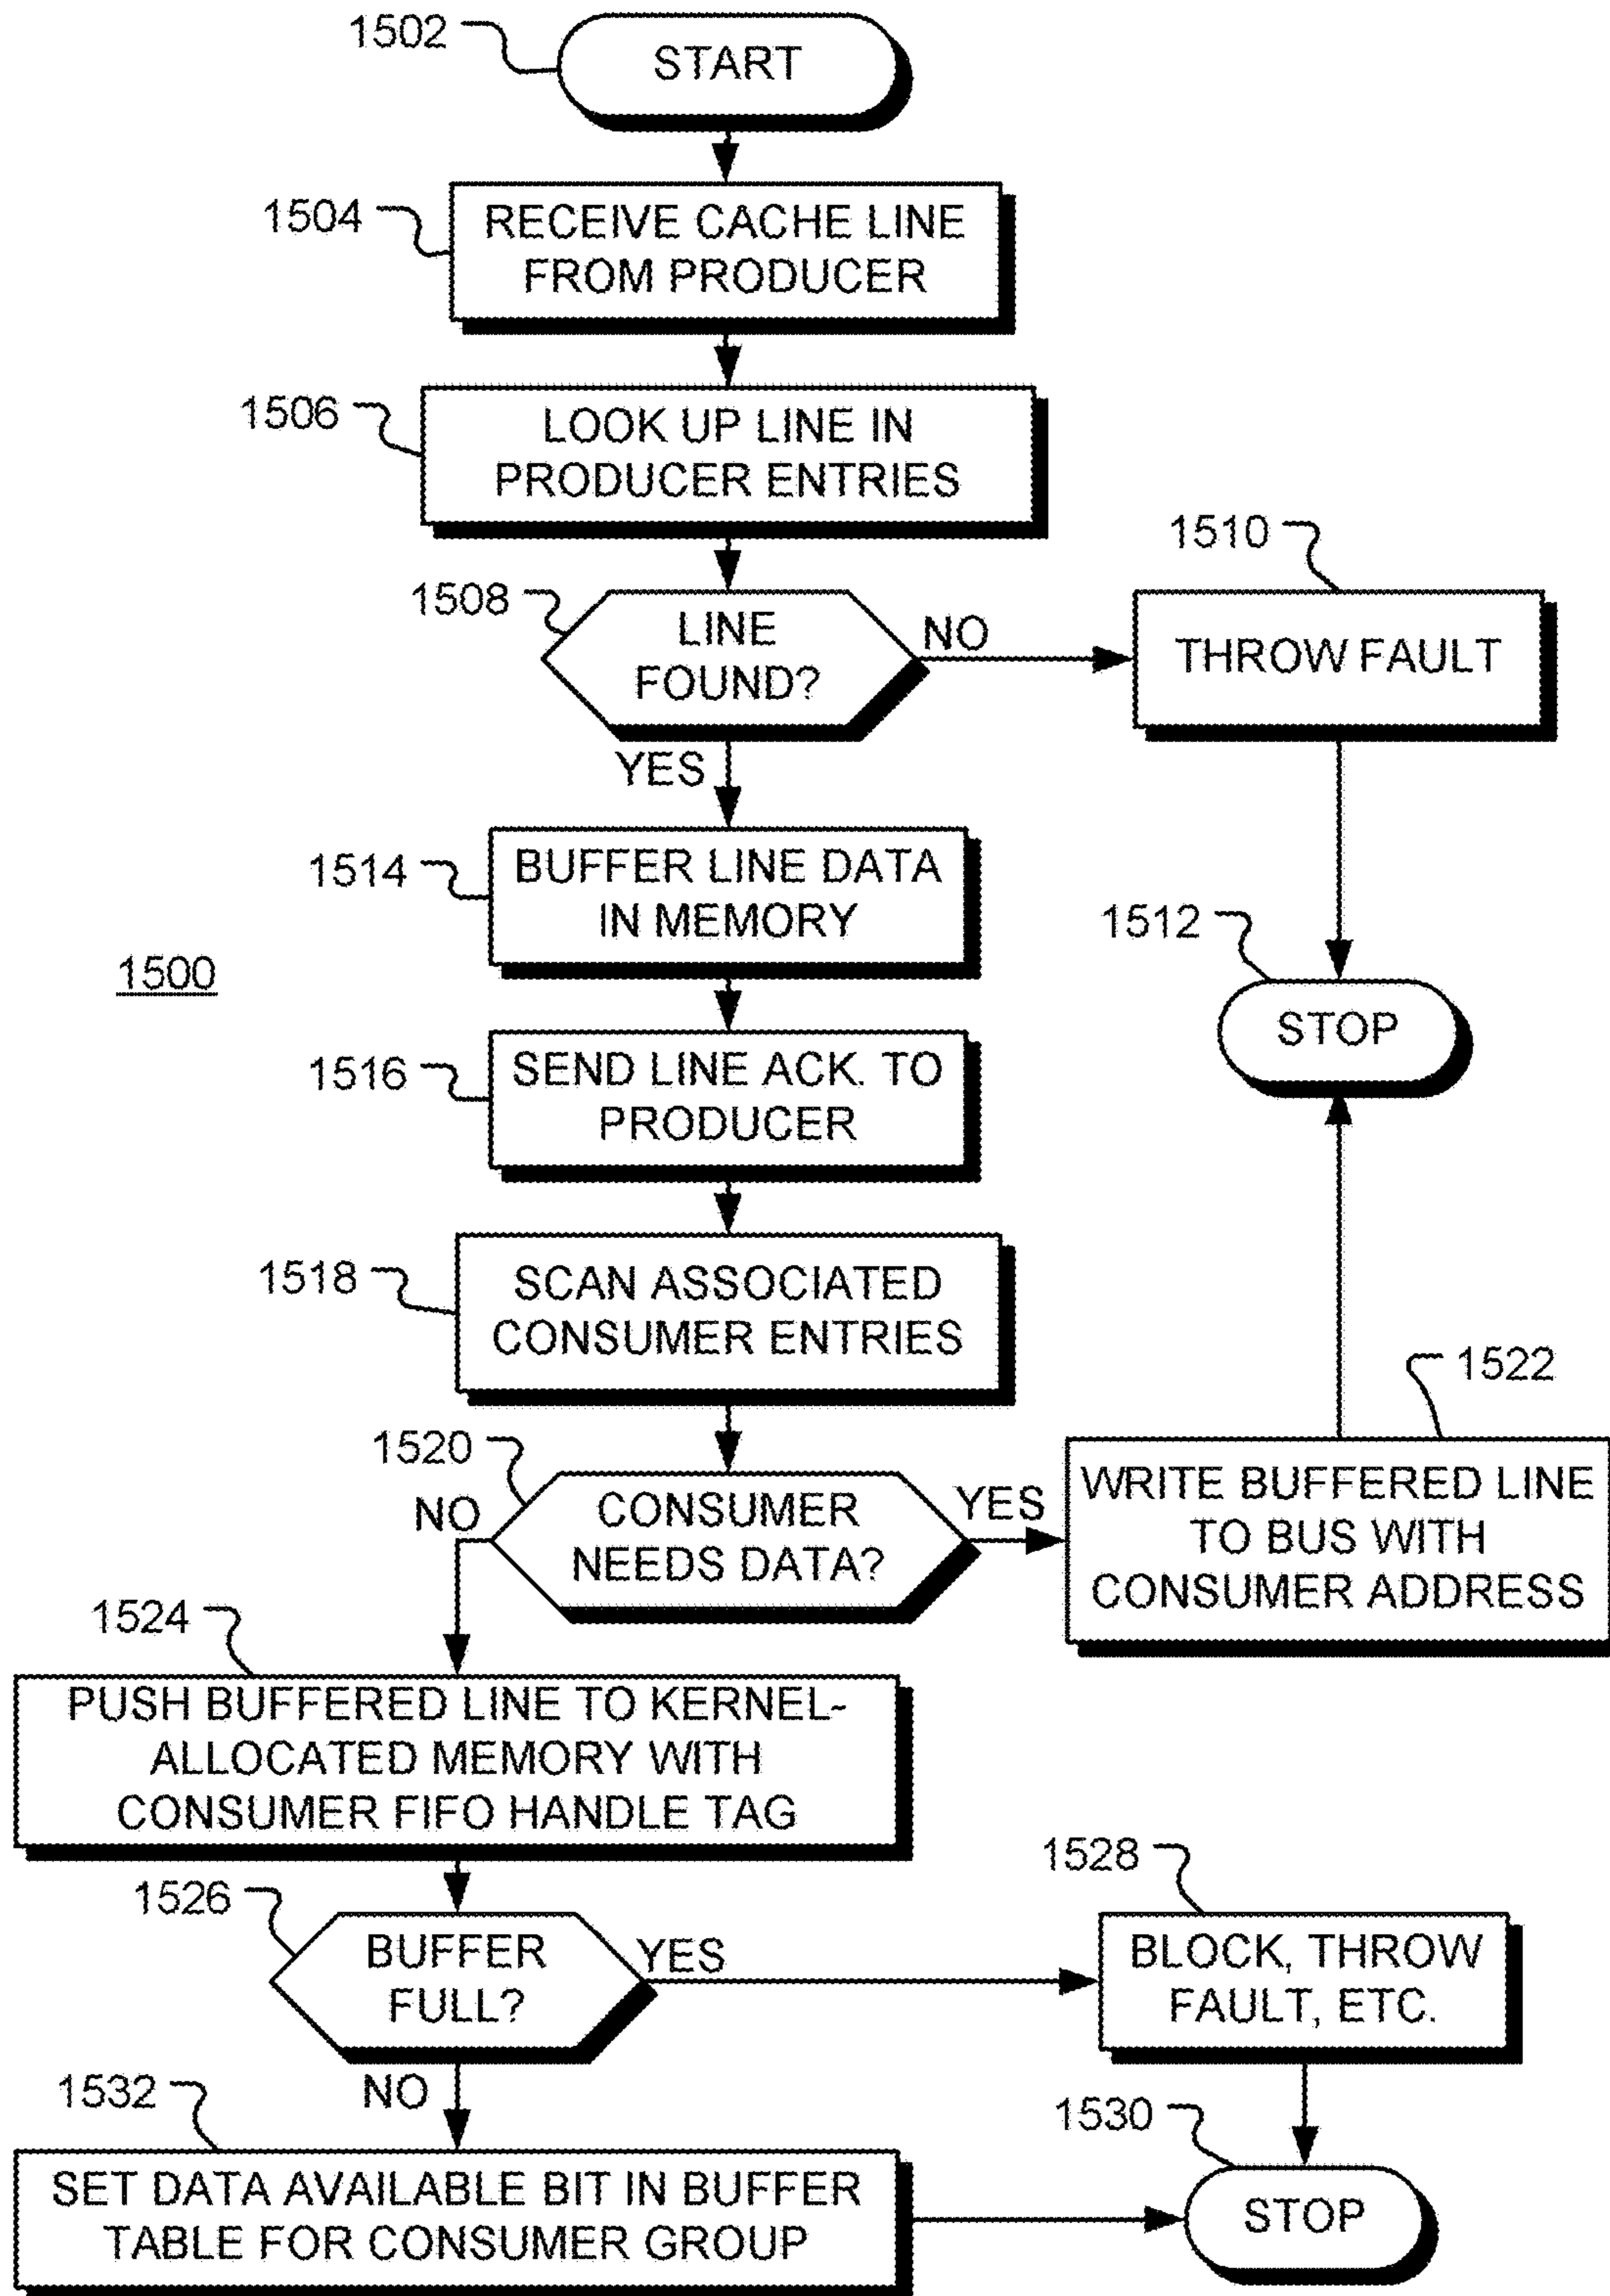 1502
START
1504
RECEIVE CACHE LINE
FROM PRODUCER
1506
LOOK UP LINE IN
PRODUCER ENTRIES
1508
LINE
FOUND?
NO
1510
THROW FAULT
YES
1514
BUFFER LINE DATA
IN MEMORY
1512
STOP
1500
1516
SEND LINE ACK. TO
PRODUCER
1518
SCAN ASSOCIATED
CONSUMER ENTRIES
1520
CONSUMER
NEEDS DATA?
NO
YES
1522
WRITE BUFFERED LINE
TO BUS WITH
CONSUMER ADDRESS
1524
PUSH BUFFERED LINE TO KERNEL-
ALLOCATED MEMORY WITH
CONSUMER FIFO HANDLE TAG
1526
BUFFER
FULL?
YES
1528
BLOCK, THROW
FAULT, ETC.
NO
1532
SET DATA AVAILABLE BIT IN BUFFER
TABLE FOR CONSUMER GROUP
1530
STOP